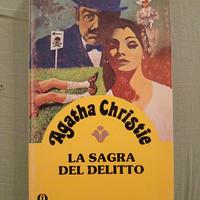 Agatha Christie
LA SAGRA
DEL DELITTO